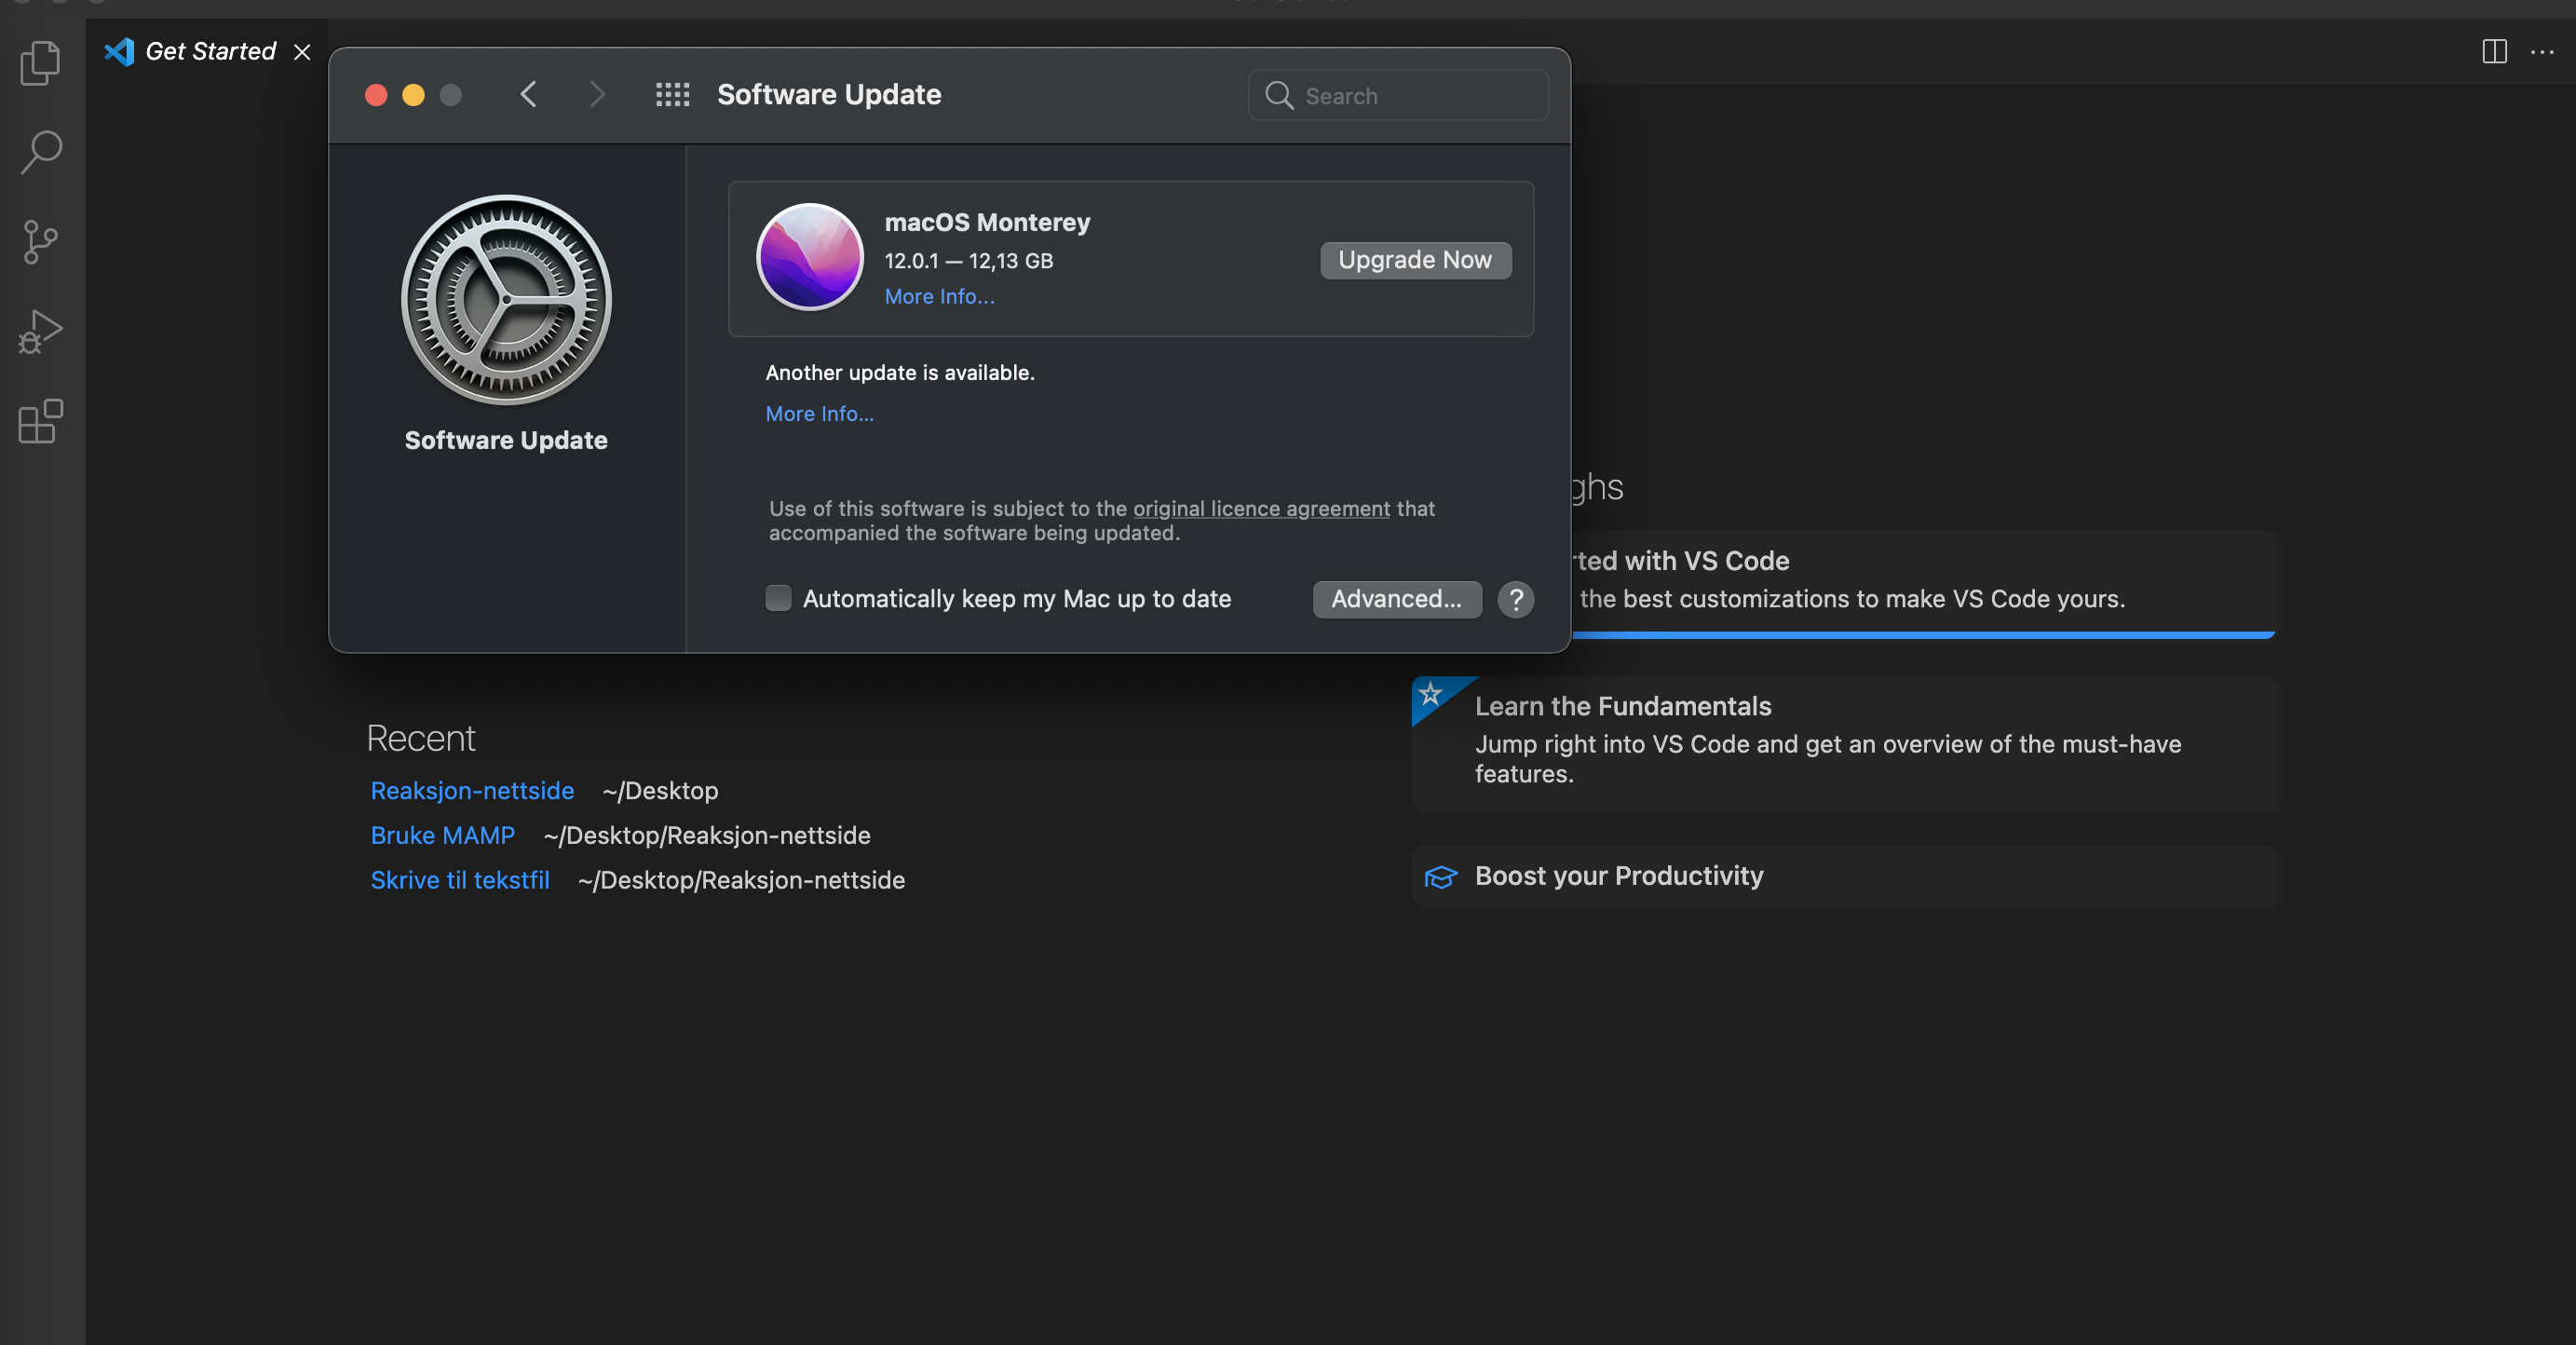 Get Started
Software Update
Search
macOS Monterey
12.0.1 — 12,13 GB
More Info...
Upgrade Now
Another update is available.
More Info...
Software Update
Use of this software is subject to the original licence agreement that
accompanied the software being updated.
Automatically keep my Mac up to date
Advanced...
?
ghs
rted with VS Code
the best customizations to make VS Code yours.
Learn the Fundamentals
Jump right into VS Code and get an overview of the must-have
features.
Boost your Productivity
Recent
Reaksjon-nettside ~/Desktop
Bruke MAMP ~/Desktop/Reaksjon-nettside
Skrive til tekstfil ~/Desktop/Reaksjon-nettside